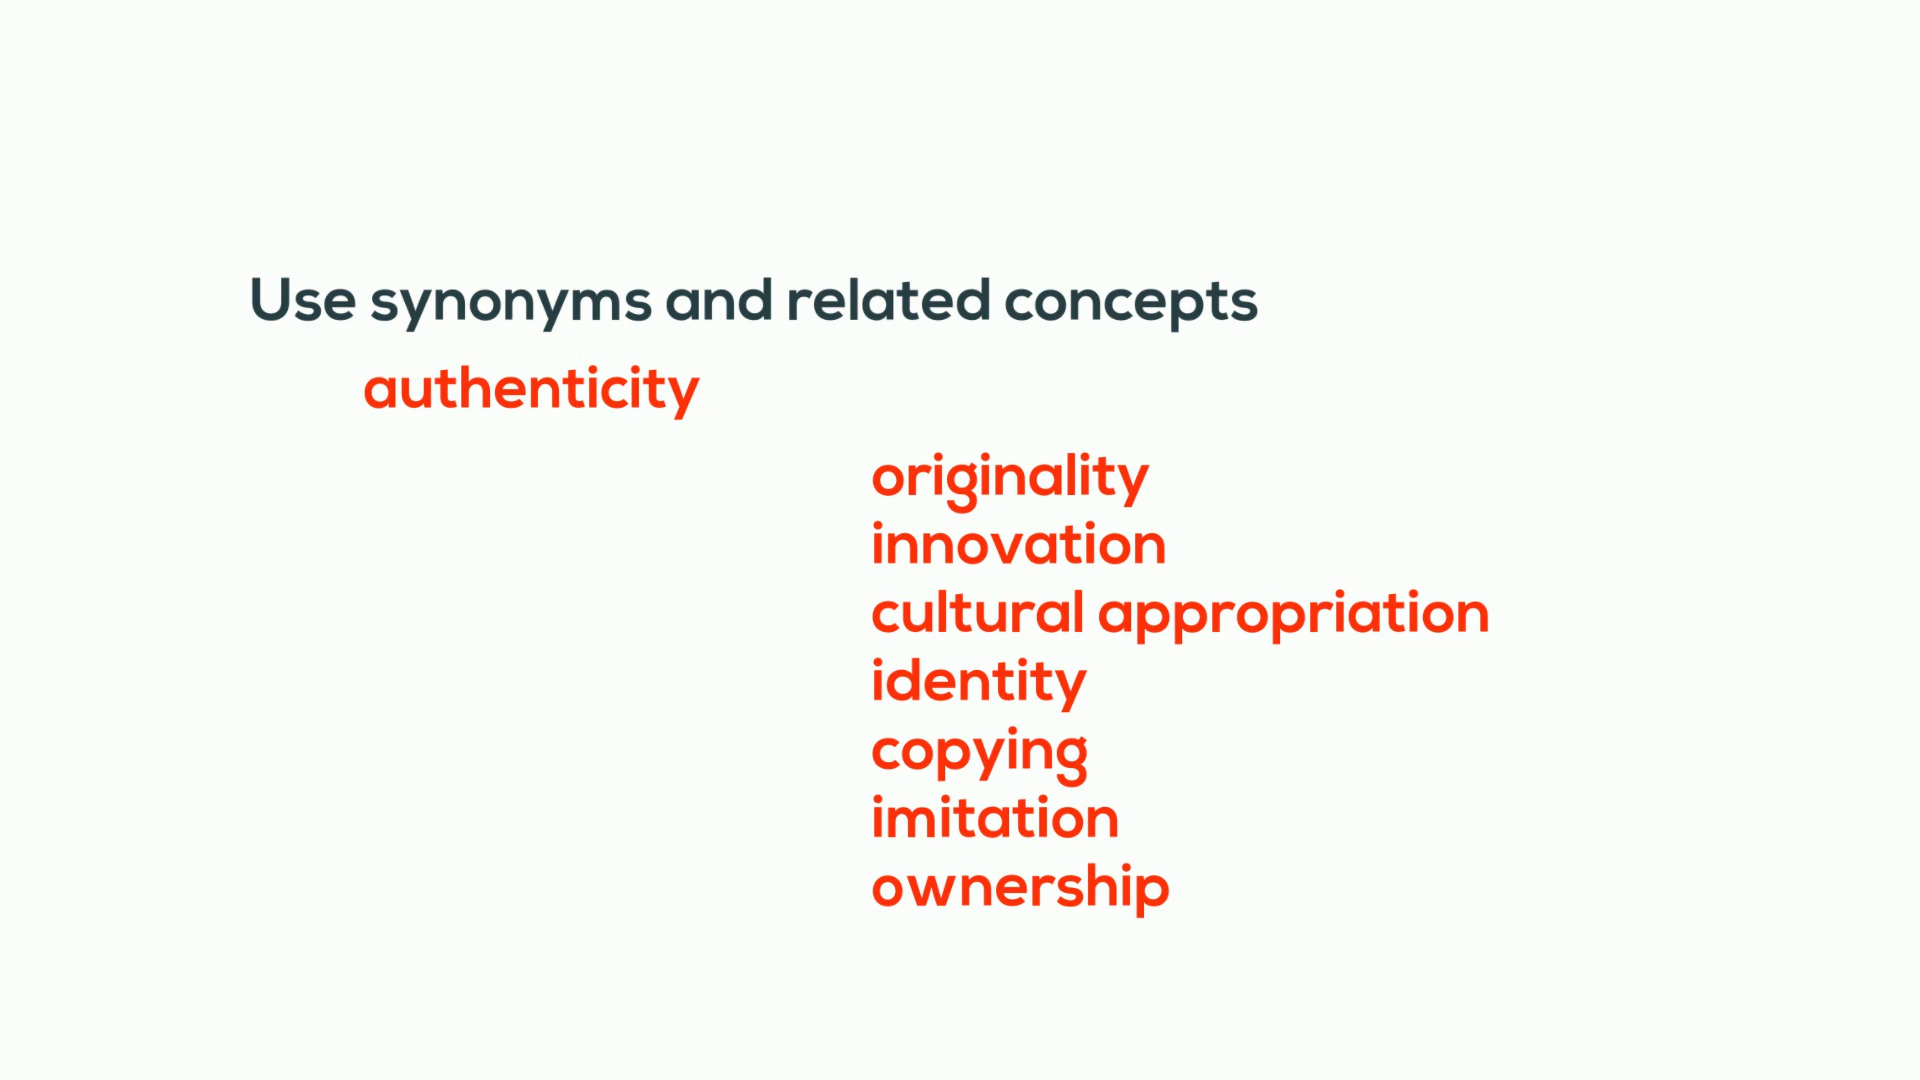 Use synonyms and related concepts
authenticity
originality
innovation
cultural appropriation
identity
copying
imitation
ownership